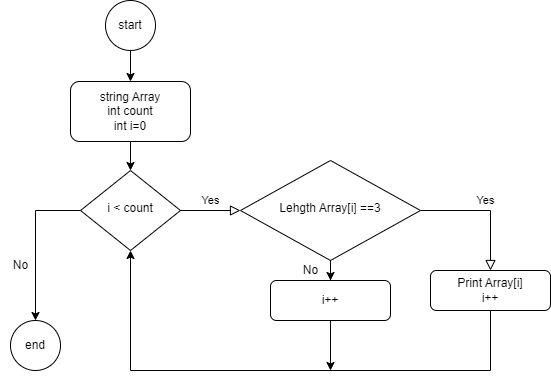 start
string Array
int count
int i=0
i < count
Yes
Lehgth Array[i] ==3
Yes
No
No
i++
Print Array[i]
i++
end